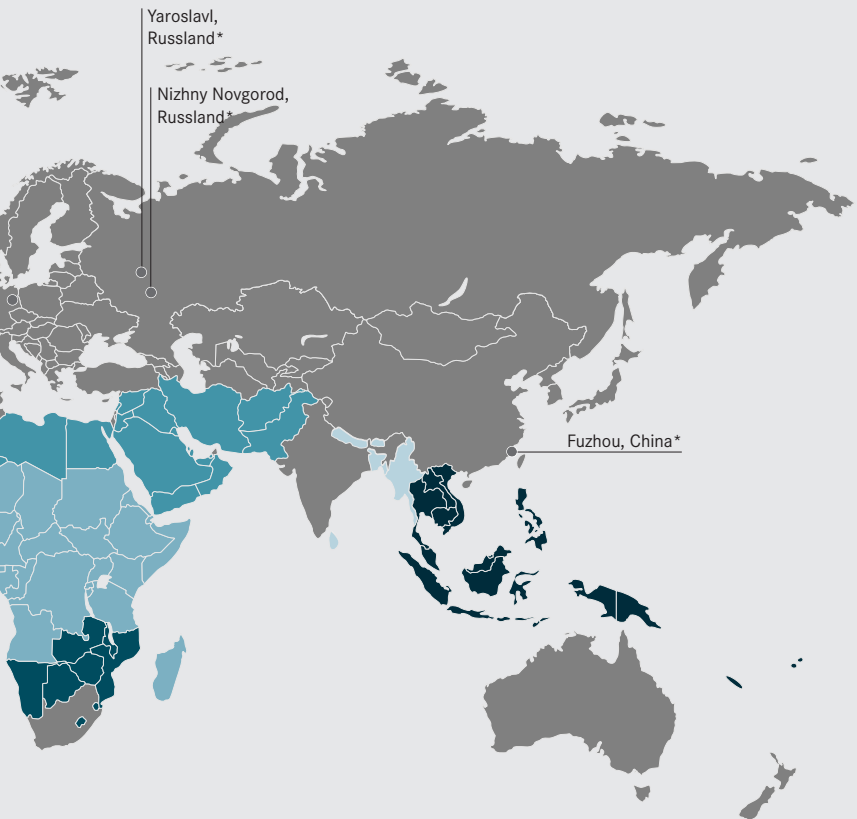 Yaroslavl,
Russland*
Nizhny Novgorod,
Russland*
Fuzhou, China*